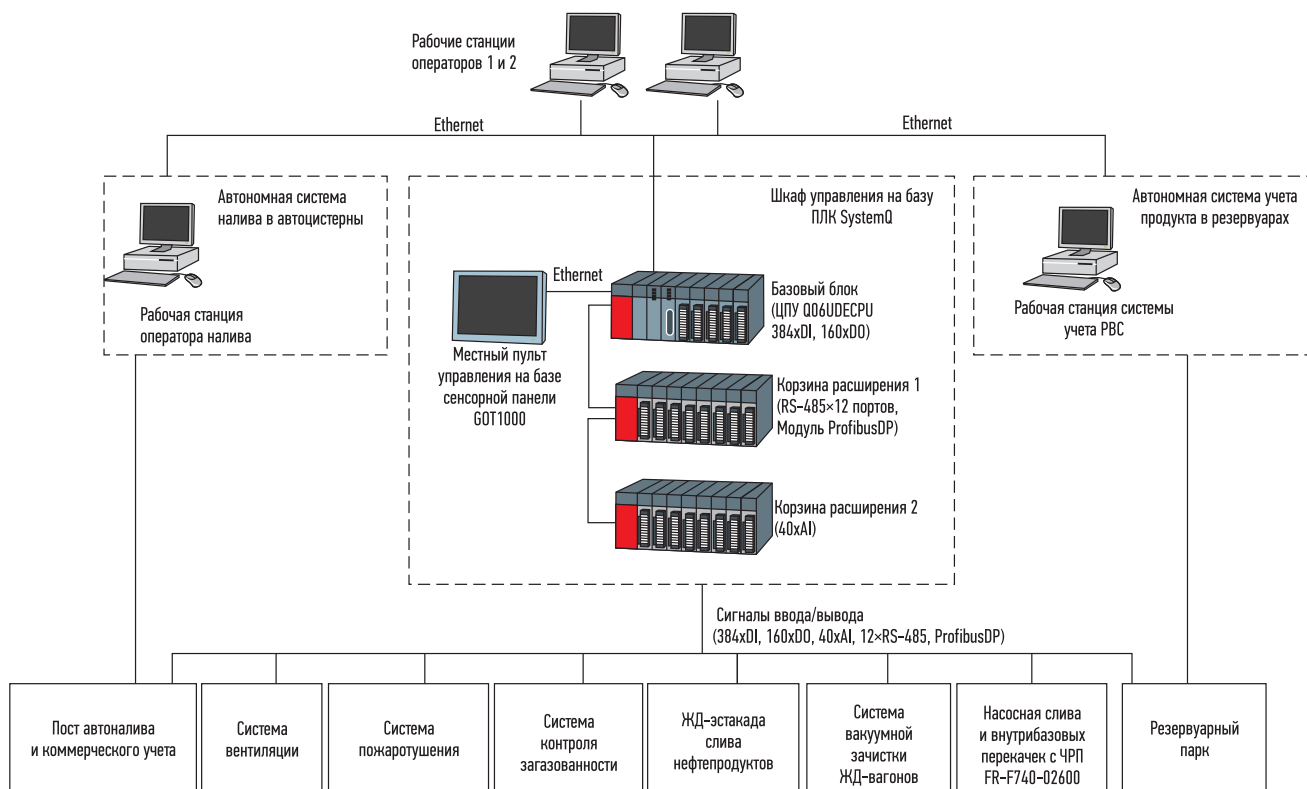 Рабочие станции
операторов 1 и 2
Ethernet
Ethernet
Автономная система
налива в автоцистерны
Рабочая станция
оператора налива
Шкаф управления на базу
ПЛК SystemQ
Ethernet
Местный пульт
управления на базе
сенсорной панели
GOT1000
Базовый блок
(ЦПУ Q06UDECPU
384xDI, 160xDO)
Корзина расширения 1
(RS-485×12 портов,
Модуль ProfibusDP)
Корзина расширения 2
(40xAI)
Автономная система учета
продукта в резервуарах
Рабочая станция системы
учета РВС
Сигналы ввода/вывода
(384xDI, 160xDO, 40xAI, 12×RS-485, ProfibusDP)
Пост автоналива
и коммерческого учета
Система
вентиляции
Система
пожаротушения
Система
контроля
загазованности
ЖД-эстакада
слива
нефтепродуктов
Система
вакуумной
зачистки
ЖД-вагонов
Насосная слива
и внутрибазовых
перекачек с ЧРП
FR-F740-02600
Резервуарный
парк